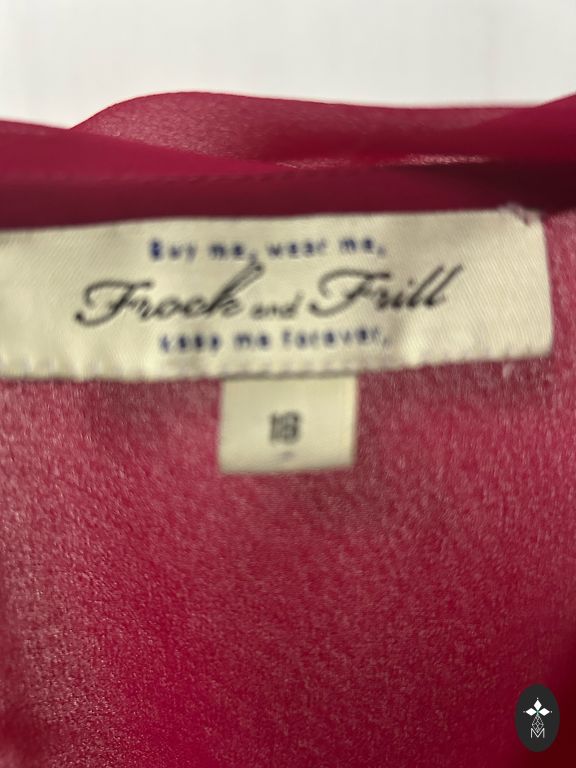 Buy me, wear me,
Frock and Frill
keep me forever.
18